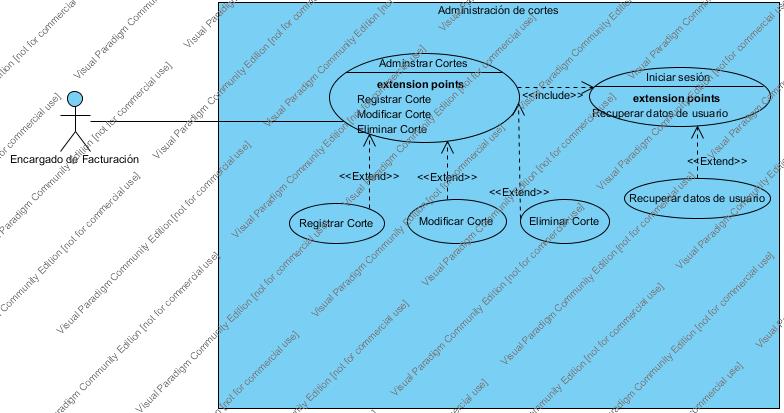 Administración de cortes
Adminstrar Cortes
extension points
Registrar Corte
Modificar Corte
Eliminar Corte
<<include>>
Iniciar sesión
extension points
Recuperar datos de usuario
Encargado de Facturación
<<Extend>>
<<Extend>>
<<Extend>>
<<Extend>>
Registrar Corte
Modificar Corte
Eliminar Corte
Recuperar datos de usuario
Visual Paradigm Community Edition [not for commercial use]